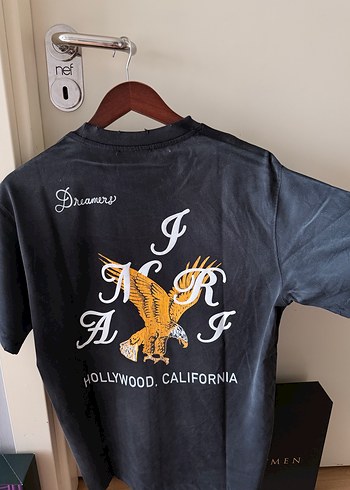 nef
Dreamers
I
M R
A I
HOLLYWOOD, CALIFORNIA
MEN